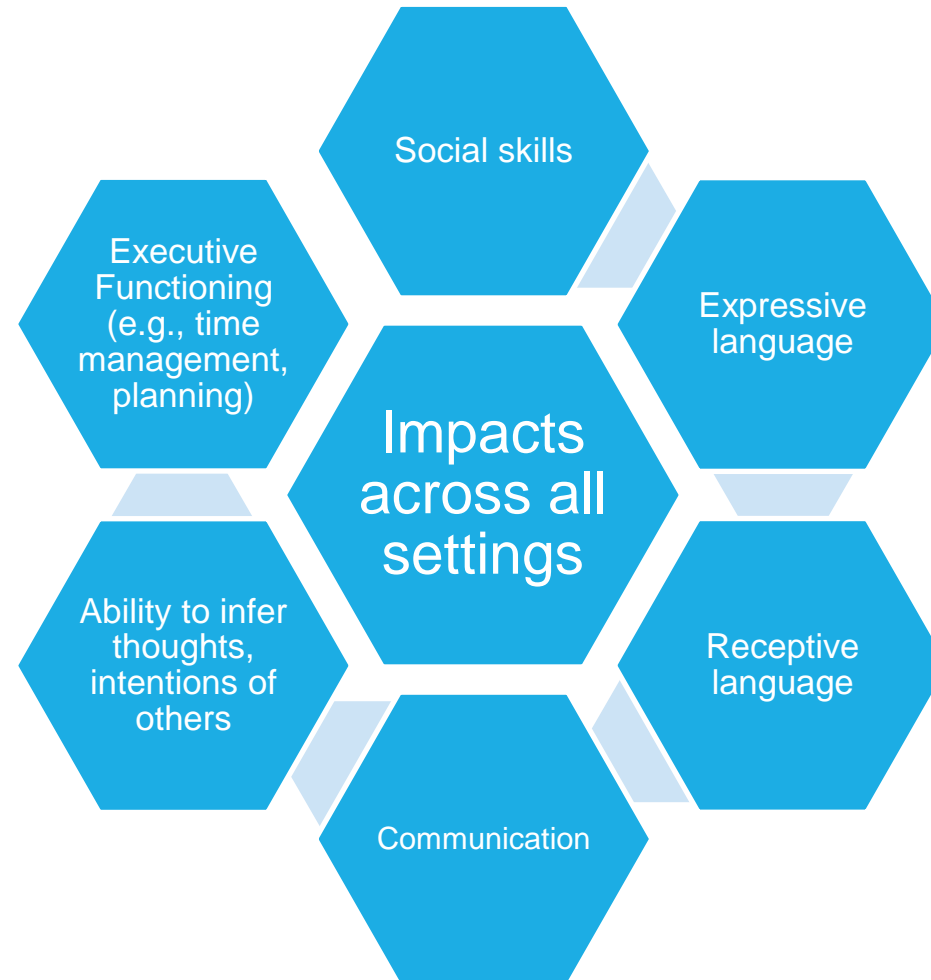 Social skills
Executive
Functioning
(e.g., time
management,
planning)
Expressive
language
Impacts
across all
settings
Ability to infer
thoughts,
intentions of
others
Receptive
language
Communication